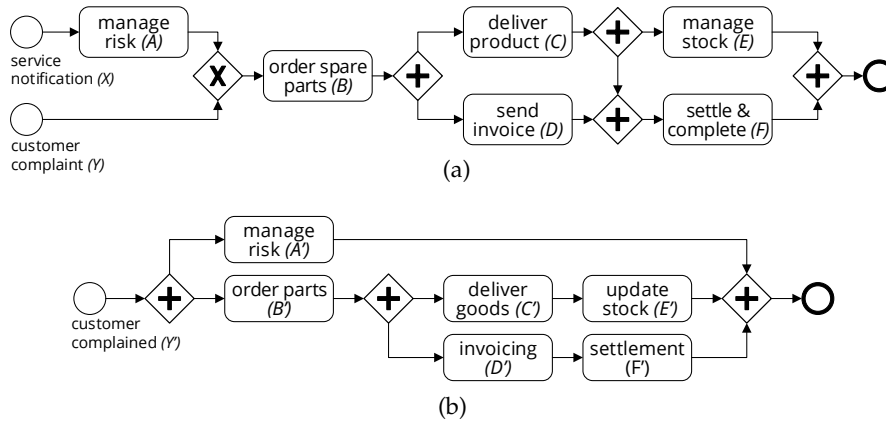 manage
risk (A)
service
notification (X)
X
order spare
parts (B)
customer
complaint (Y)
deliver
product (C)
manage
stock (E)
send
invoice (D)
settle &
complete (F)
(a)
manage
risk (A')
customer
complained (Y')
order parts
(B')
deliver
goods (C')
update
stock (E')
invoicing
(D')
settlement
(F')
(b)